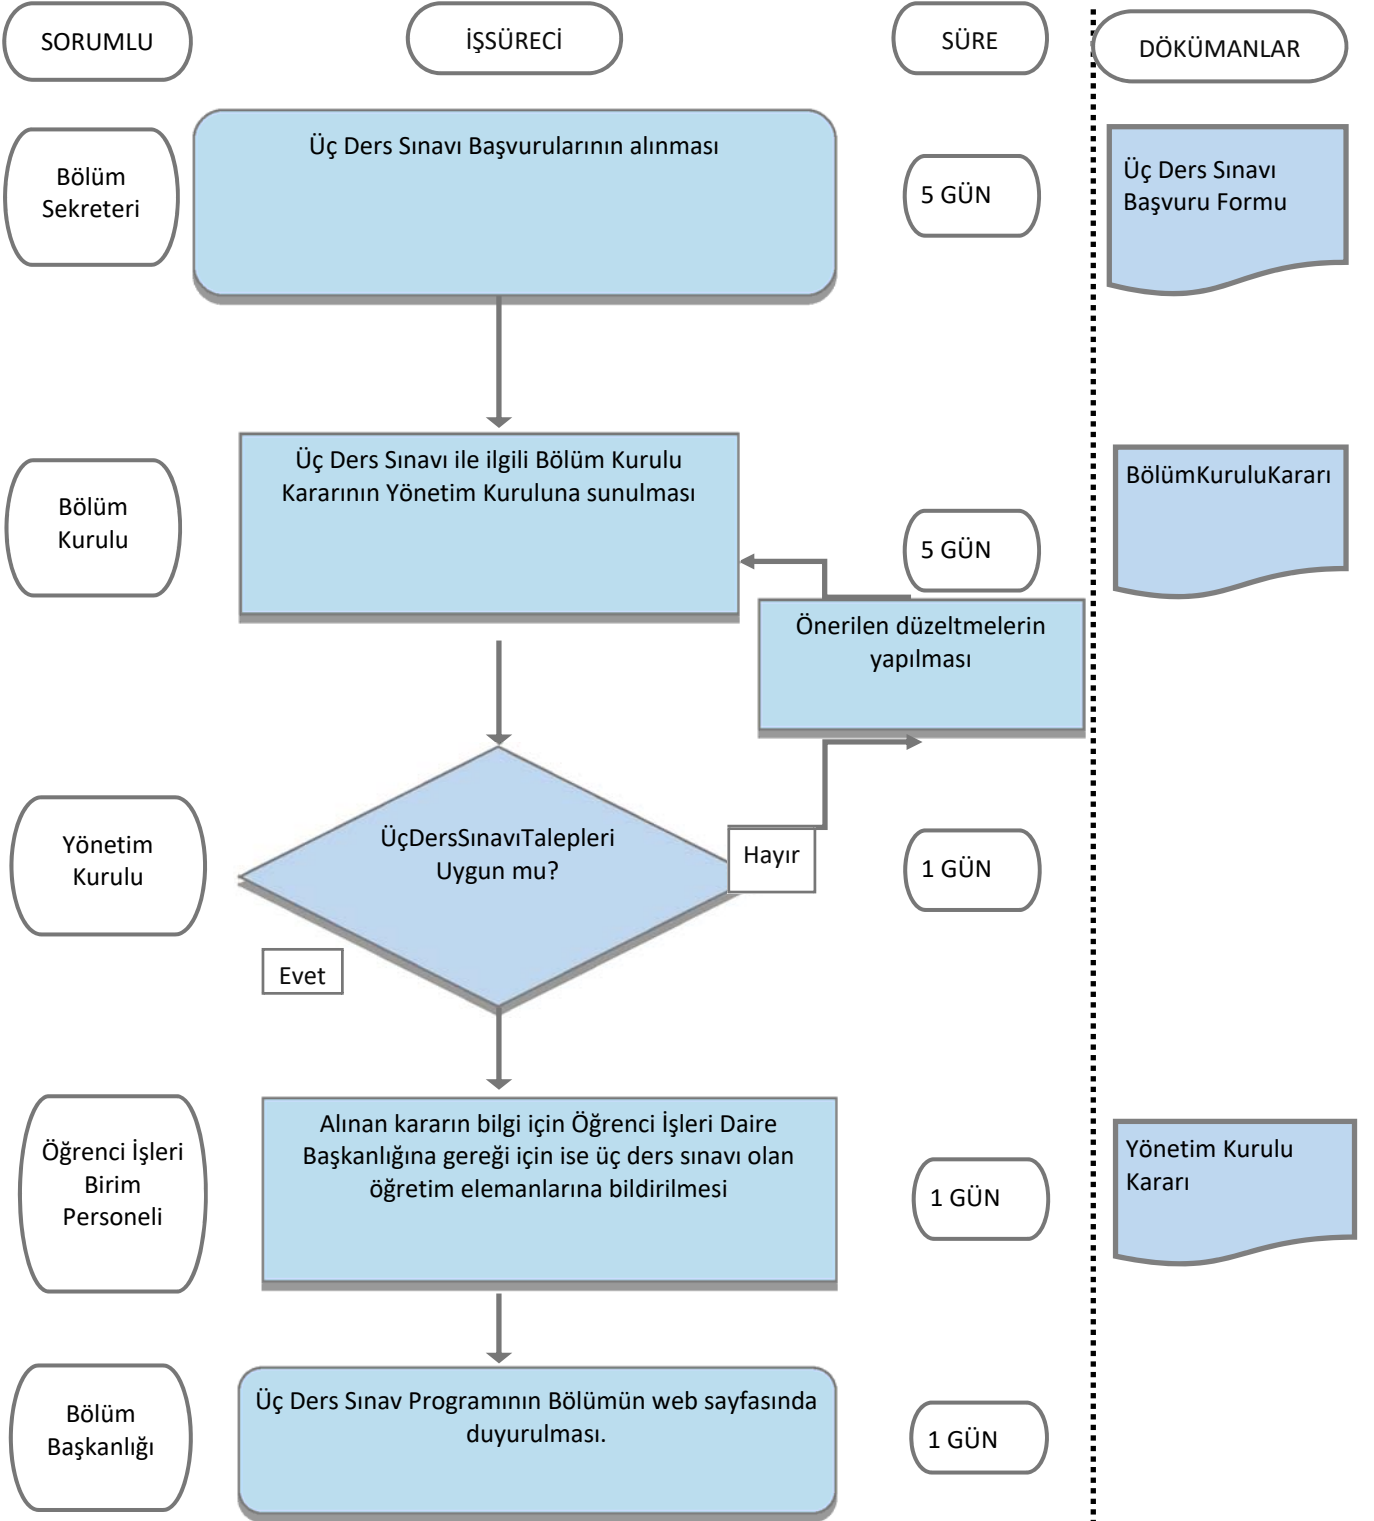 SORUMLU
İŞSÜRECİ
SÜRE
DÖKÜMANLAR
Bölüm
Sekreteri
Üç Ders Sınavı Başvurularının alınması
5 GÜN
Üç Ders Sınavı
Başvuru Formu
Bölüm
Kurulu
Üç Ders Sınavı ile ilgili Bölüm Kurulu
Kararının Yönetim Kuruluna sunulması
5 GÜN
BölümKuruluKararı
Önerilen düzeltmelerin
yapılması
Yönetim
Kurulu
ÜçDersSınavıTalepleri
Uygun mu?
Hayır
1 GÜN
Evet
Öğrenci İşleri
Birim
Personeli
Alınan kararın bilgi için Öğrenci İşleri Daire
Başkanlığına gereği için ise üç ders sınavı olan
öğretim elemanlarına bildirilmesi
1 GÜN
Yönetim Kurulu
Kararı
Bölüm
Başkanlığı
Üç Ders Sınav Programının Bölümün web sayfasında
duyurulması.
1 GÜN